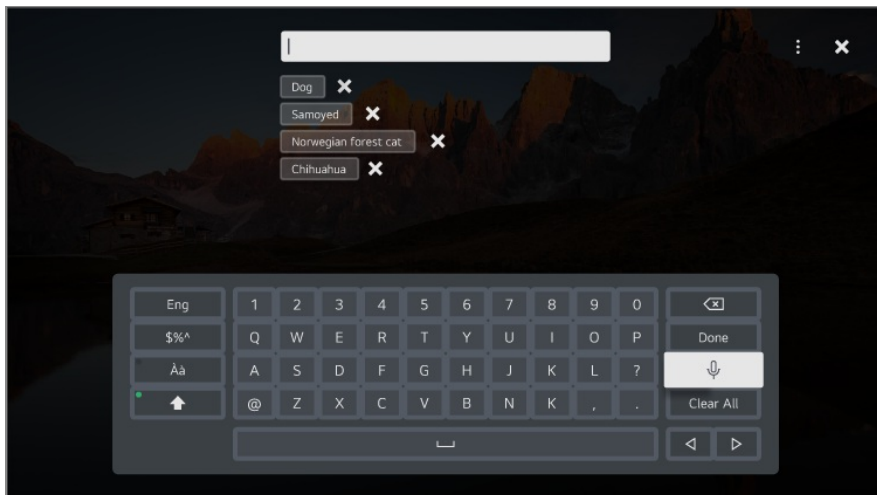 Dog
Samoyed
Norwegian forest cat
Chihuahua
Eng 1 2 3 4 5 6 7 8 9 0
$%^ Q W E R T Y U I O P Done
Àà A S D F G H J K L ?
@ Z X C V B N K , . Clear All